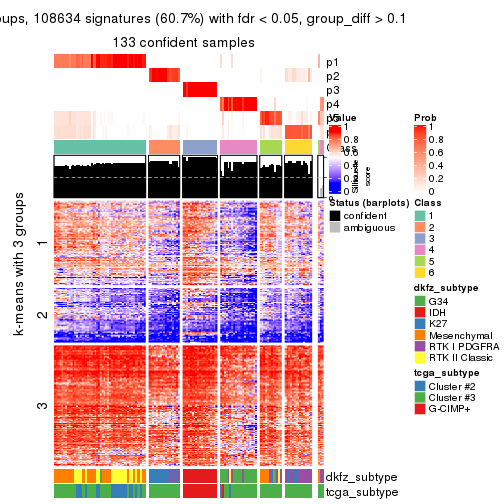 oups, 108634 signatures (60.7%) with fdr < 0.05, group_diff > 0.1
133 confident samples
p1
p2
p3
p4
k-means with 3 groups
1
2
3
Value
1
0.8
0.6
0.4
0.2
0
Silhouette
score
Prob
1
0.8
0.6
0.4
0.2
0
Status (barplots)
confident
ambiguous
Class
1
2
3
4
5
6
dkfz_subtype
G34
IDH
K27
Mesenchymal
RTK I PDGFRA
RTK II Classic
tcga_subtype
Cluster #2
Cluster #3
G-CIMP+
dkfz_subtype
tcga_subtype